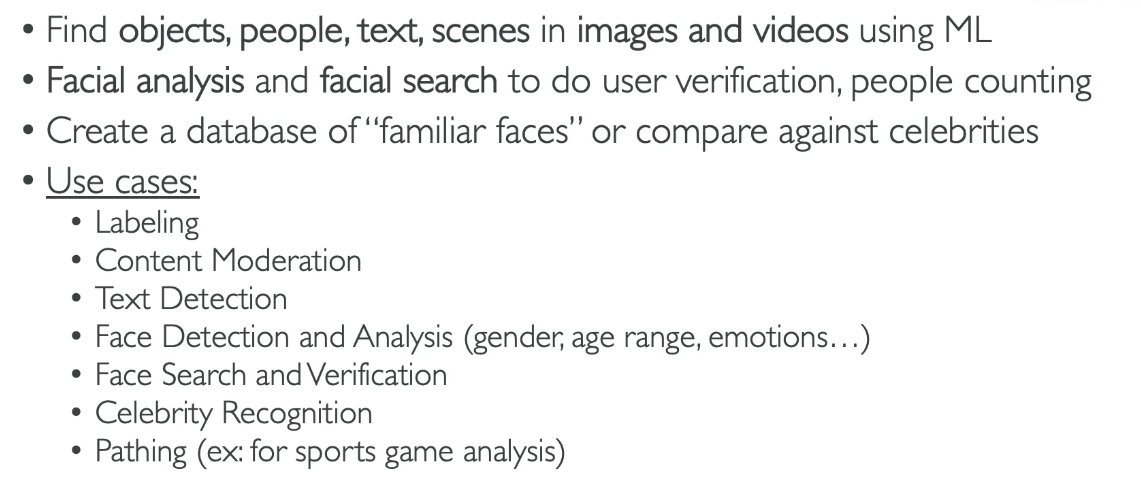 • Find objects, people, text, scenes in images and videos using ML
• Facial analysis and facial search to do user verification, people counting
• Create a database of “familiar faces” or compare against celebrities
• Use cases:
• Labeling
• Content Moderation
• Text Detection
• Face Detection and Analysis (gender, age range, emotions…)
• Face Search and Verification
• Celebrity Recognition
• Pathing (ex: for sports game analysis)